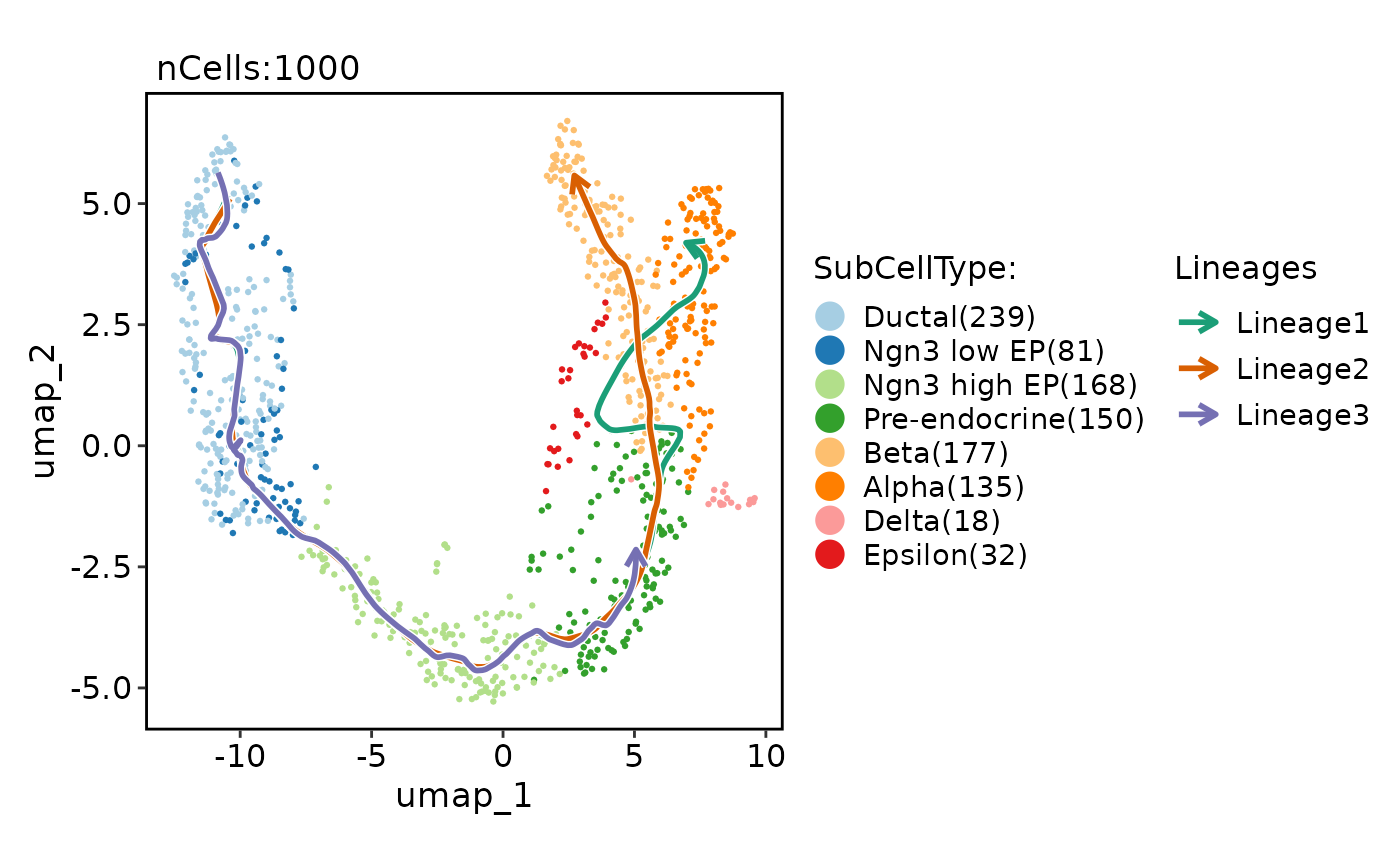 nCells:1000
5.0
2.5
0.0
-2.5
-5.0
umap_2
-10
-5
0
5
10
umap_1
SubCellType:
Ductal(239)
Ngn3 low EP(81)
Ngn3 high EP(168)
Pre-endocrine(150)
Beta(177)
Alpha(135)
Delta(18)
Epsilon(32)
Lineages
Lineage1
Lineage2
Lineage3